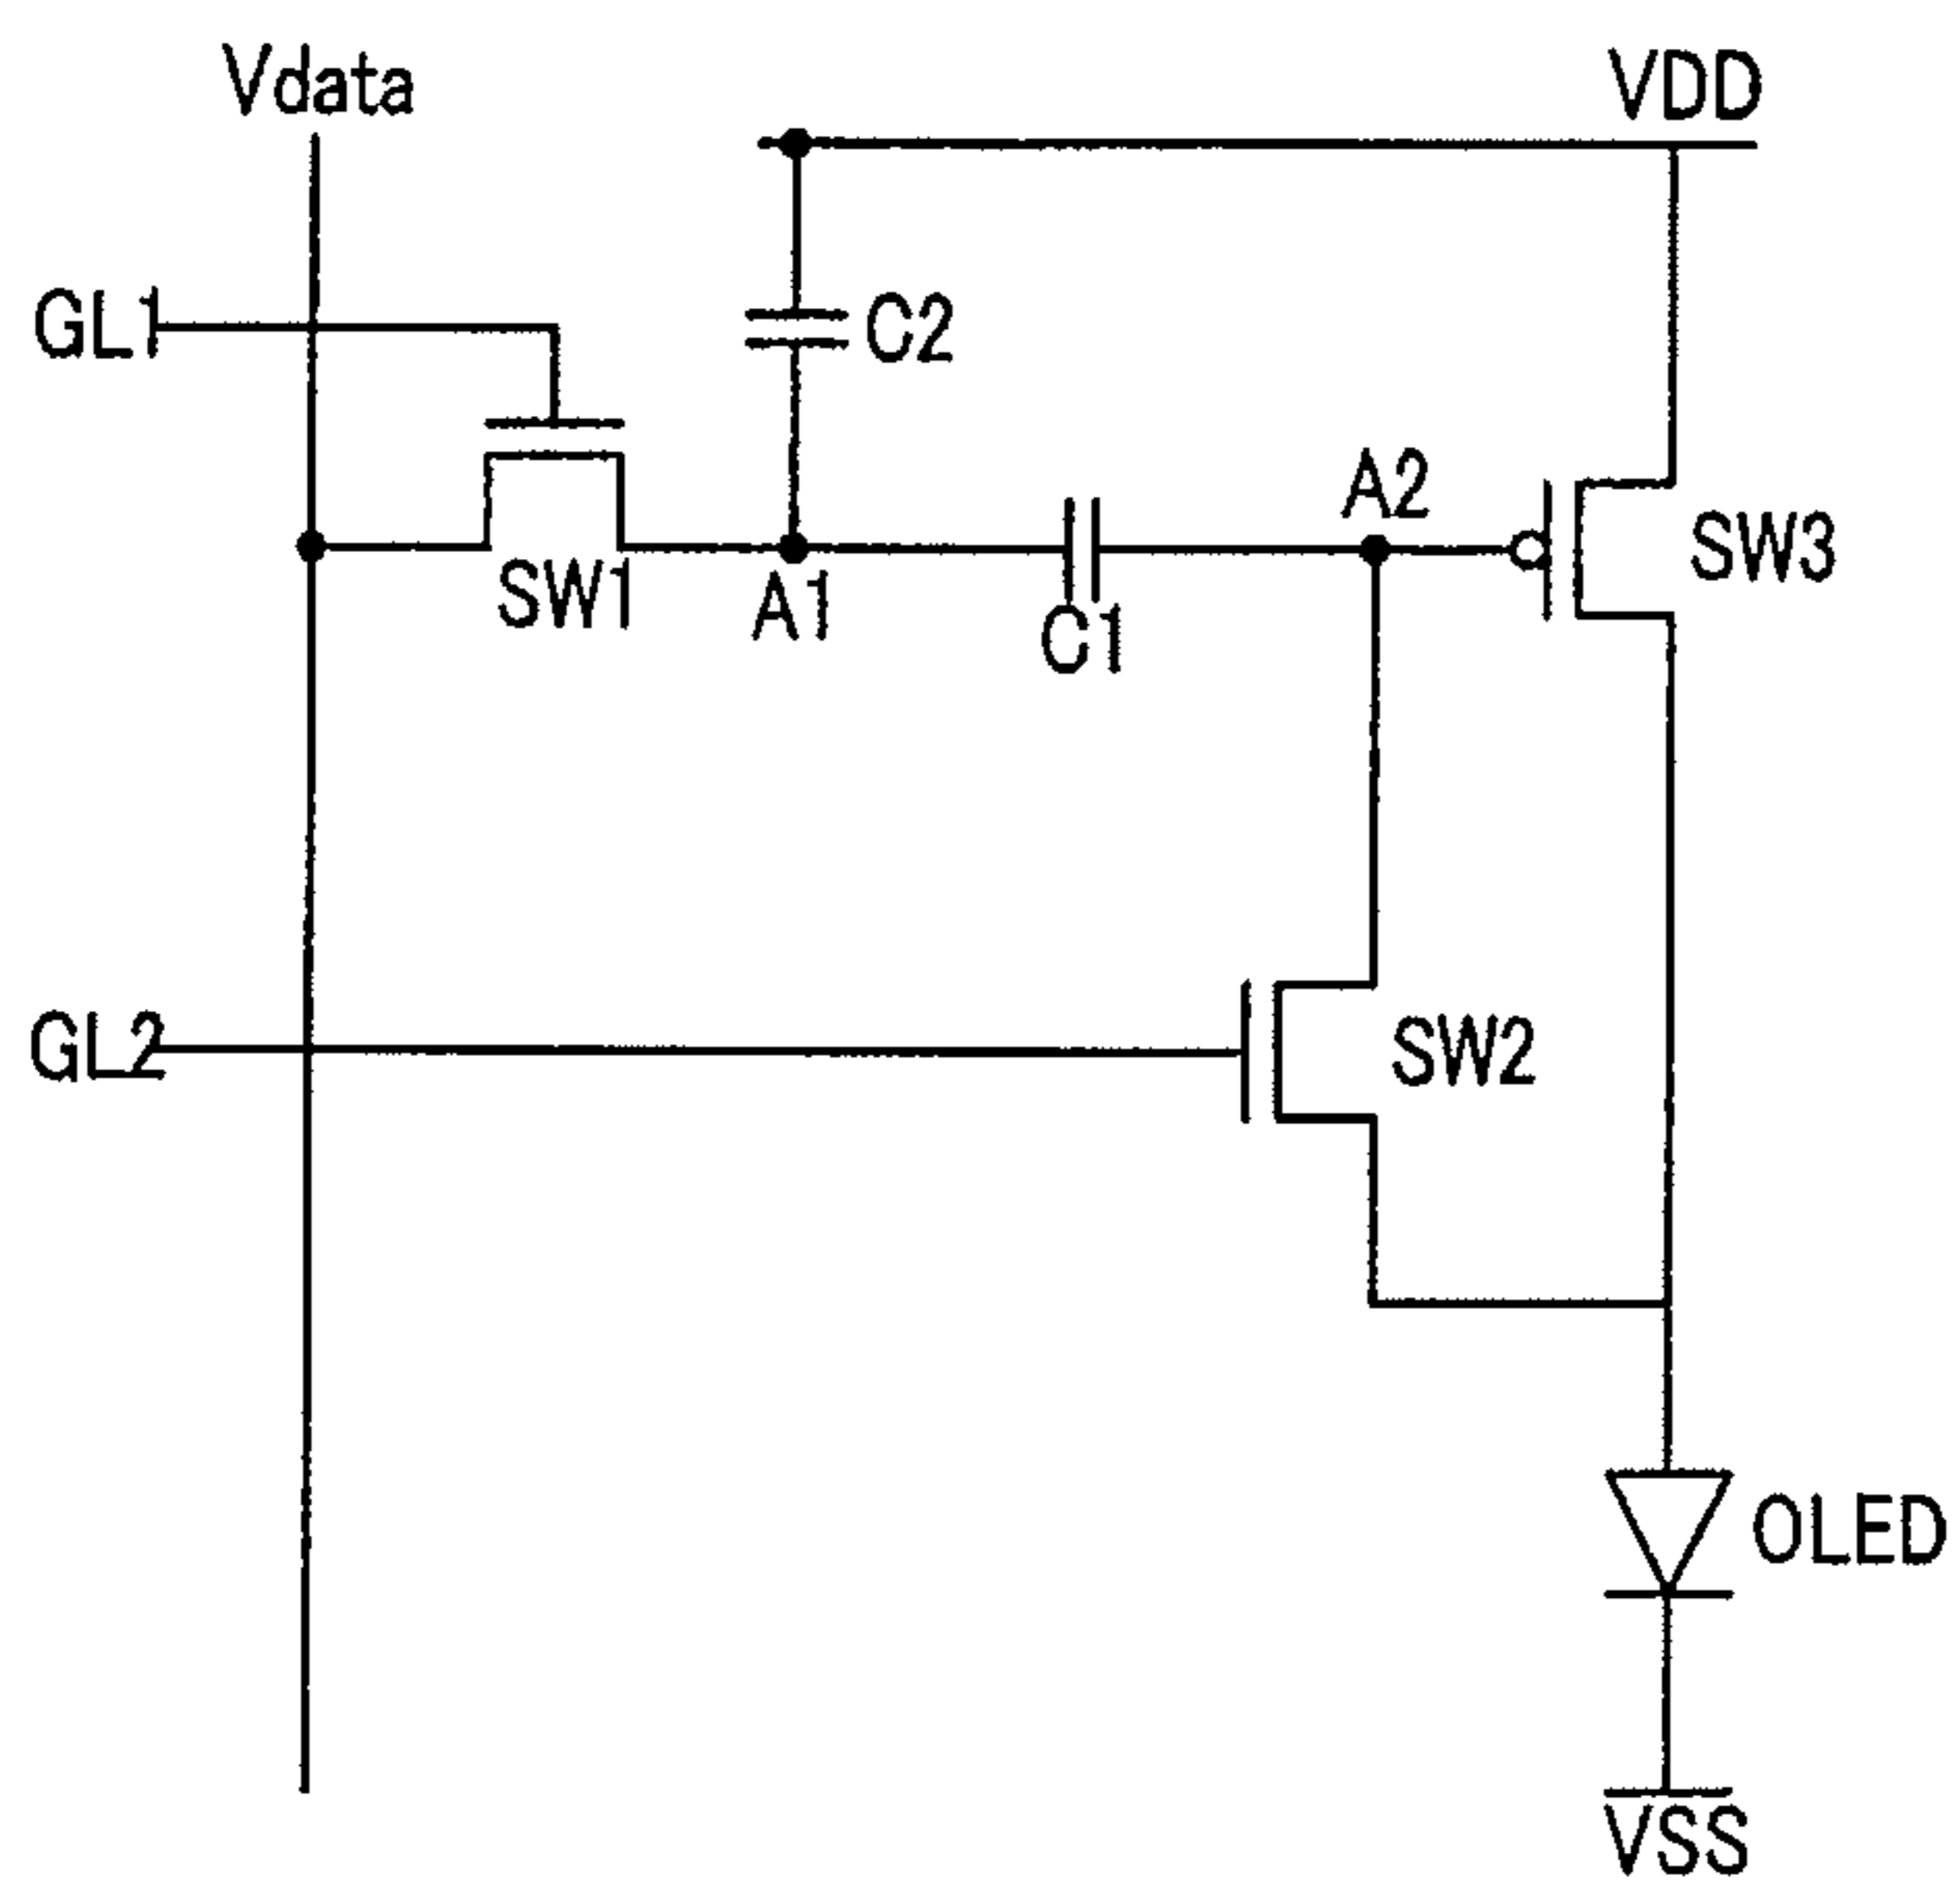 Vdata
VDD
GL1
C2
A2
SW3
SW1
A1
C1
GL2
SW2
OLED
VSS